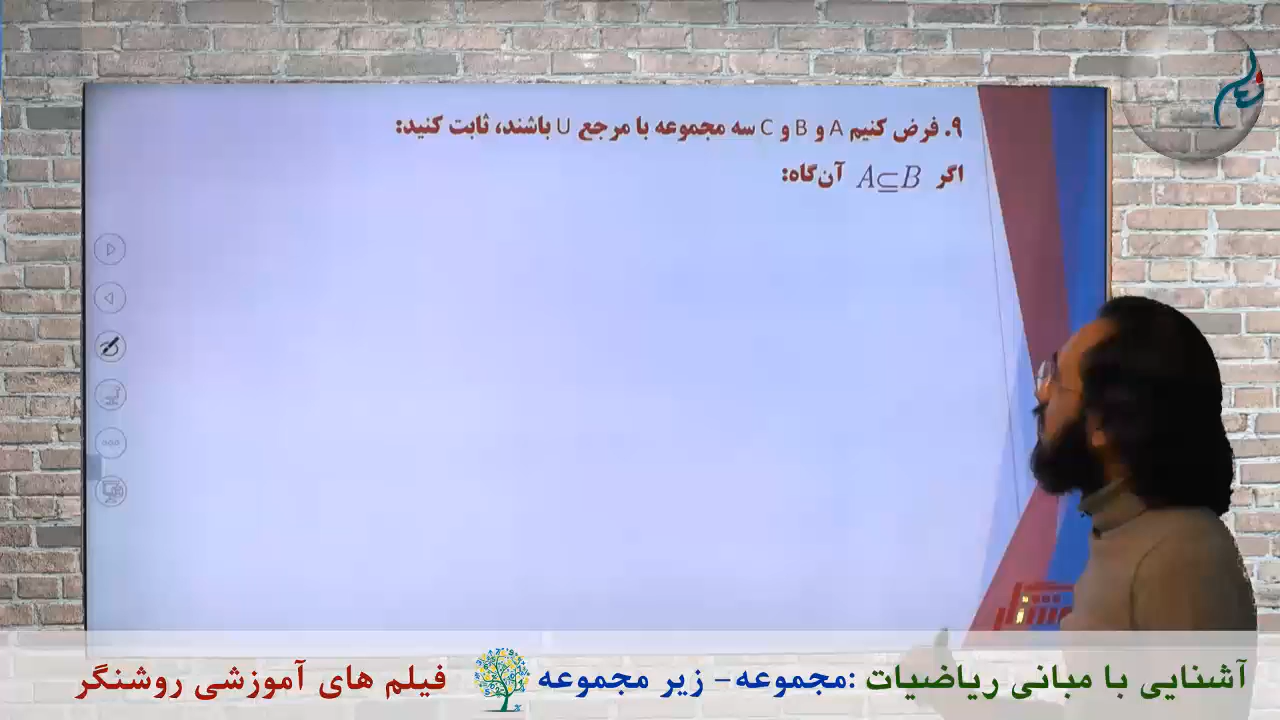 ۹. فرض کنیم A و B و C سه مجموعه با مرجع U باشند، ثابت کنید:
اگر A⊆B آن‌گاه:
آشنایی با مبانی ریاضیات :مجموعه- زیر مجموعه
فیلم های آموزشی روشنگر